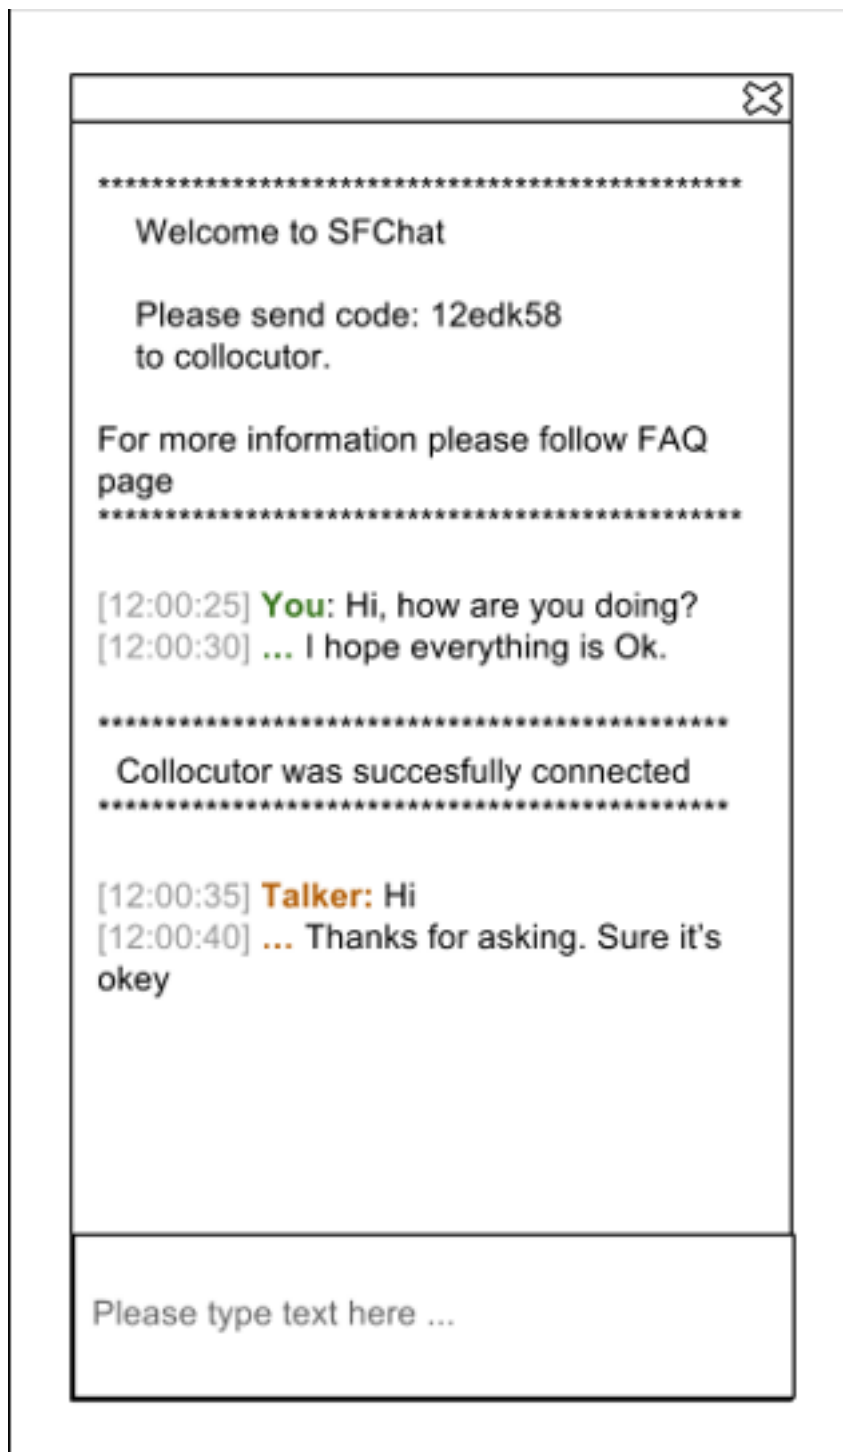 ************************************************
Welcome to SFChat
Please send code: 12edk58
to collocutor.
For more information please follow FAQ
page
************************************************
[12:00:25] You: Hi, how are you doing?
[12:00:30] ... I hope everything is Ok.
***********************************************
Collocutor was succesfully connected
***********************************************
[12:00:35] Talker: Hi
[12:00:40] ... Thanks for asking. Sure it's
okey
Please type text here ...